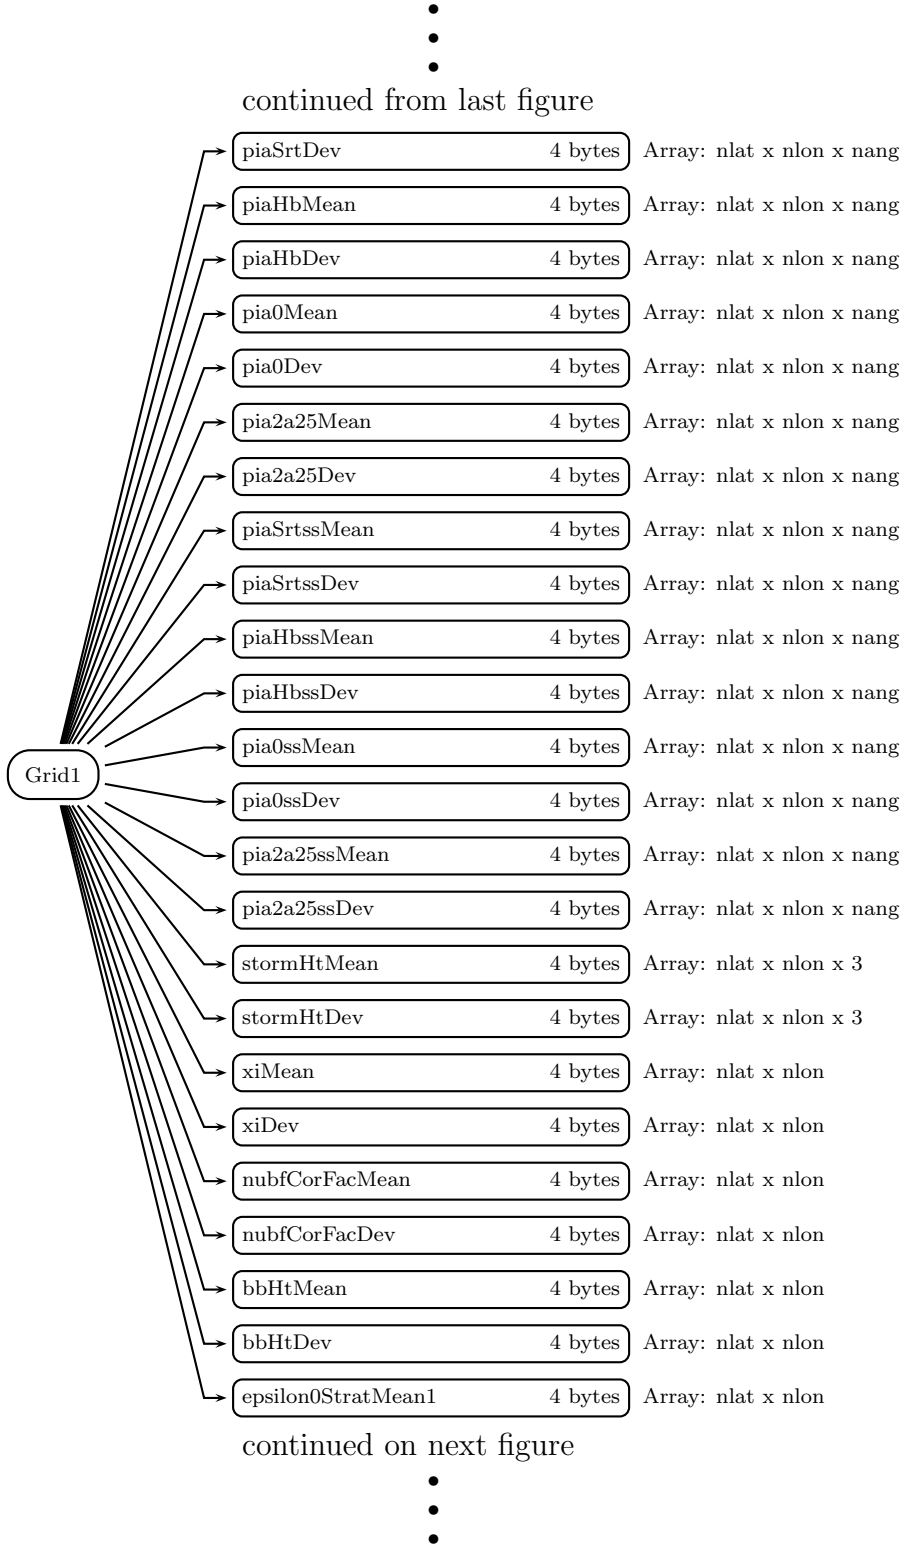 continued from last figure
piaSrtDev 4 bytes Array: nlat x nlon x nang
piaHbMean 4 bytes Array: nlat x nlon x nang
piaHbDev 4 bytes Array: nlat x nlon x nang
pia0Mean 4 bytes Array: nlat x nlon x nang
pia0Dev 4 bytes Array: nlat x nlon x nang
pia2a25Mean 4 bytes Array: nlat x nlon x nang
pia2a25Dev 4 bytes Array: nlat x nlon x nang
piaSrtssMean 4 bytes Array: nlat x nlon x nang
piaSrtssDev 4 bytes Array: nlat x nlon x nang
piaHbssMean 4 bytes Array: nlat x nlon x nang
piaHbssDev 4 bytes Array: nlat x nlon x nang
pia0ssMean 4 bytes Array: nlat x nlon x nang
Grid1
pia0ssDev 4 bytes Array: nlat x nlon x nang
pia2a25ssMean 4 bytes Array: nlat x nlon x nang
pia2a25ssDev 4 bytes Array: nlat x nlon x nang
stormHtMean 4 bytes Array: nlat x nlon x 3
stormHtDev 4 bytes Array: nlat x nlon x 3
xiMean 4 bytes Array: nlat x nlon
xiDev 4 bytes Array: nlat x nlon
nubfCorFacMean 4 bytes Array: nlat x nlon
nubfCorFacDev 4 bytes Array: nlat x nlon
bbHtMean 4 bytes Array: nlat x nlon
bbHtDev 4 bytes Array: nlat x nlon
epsilon0StratMean1 4 bytes Array: nlat x nlon
continued on next figure